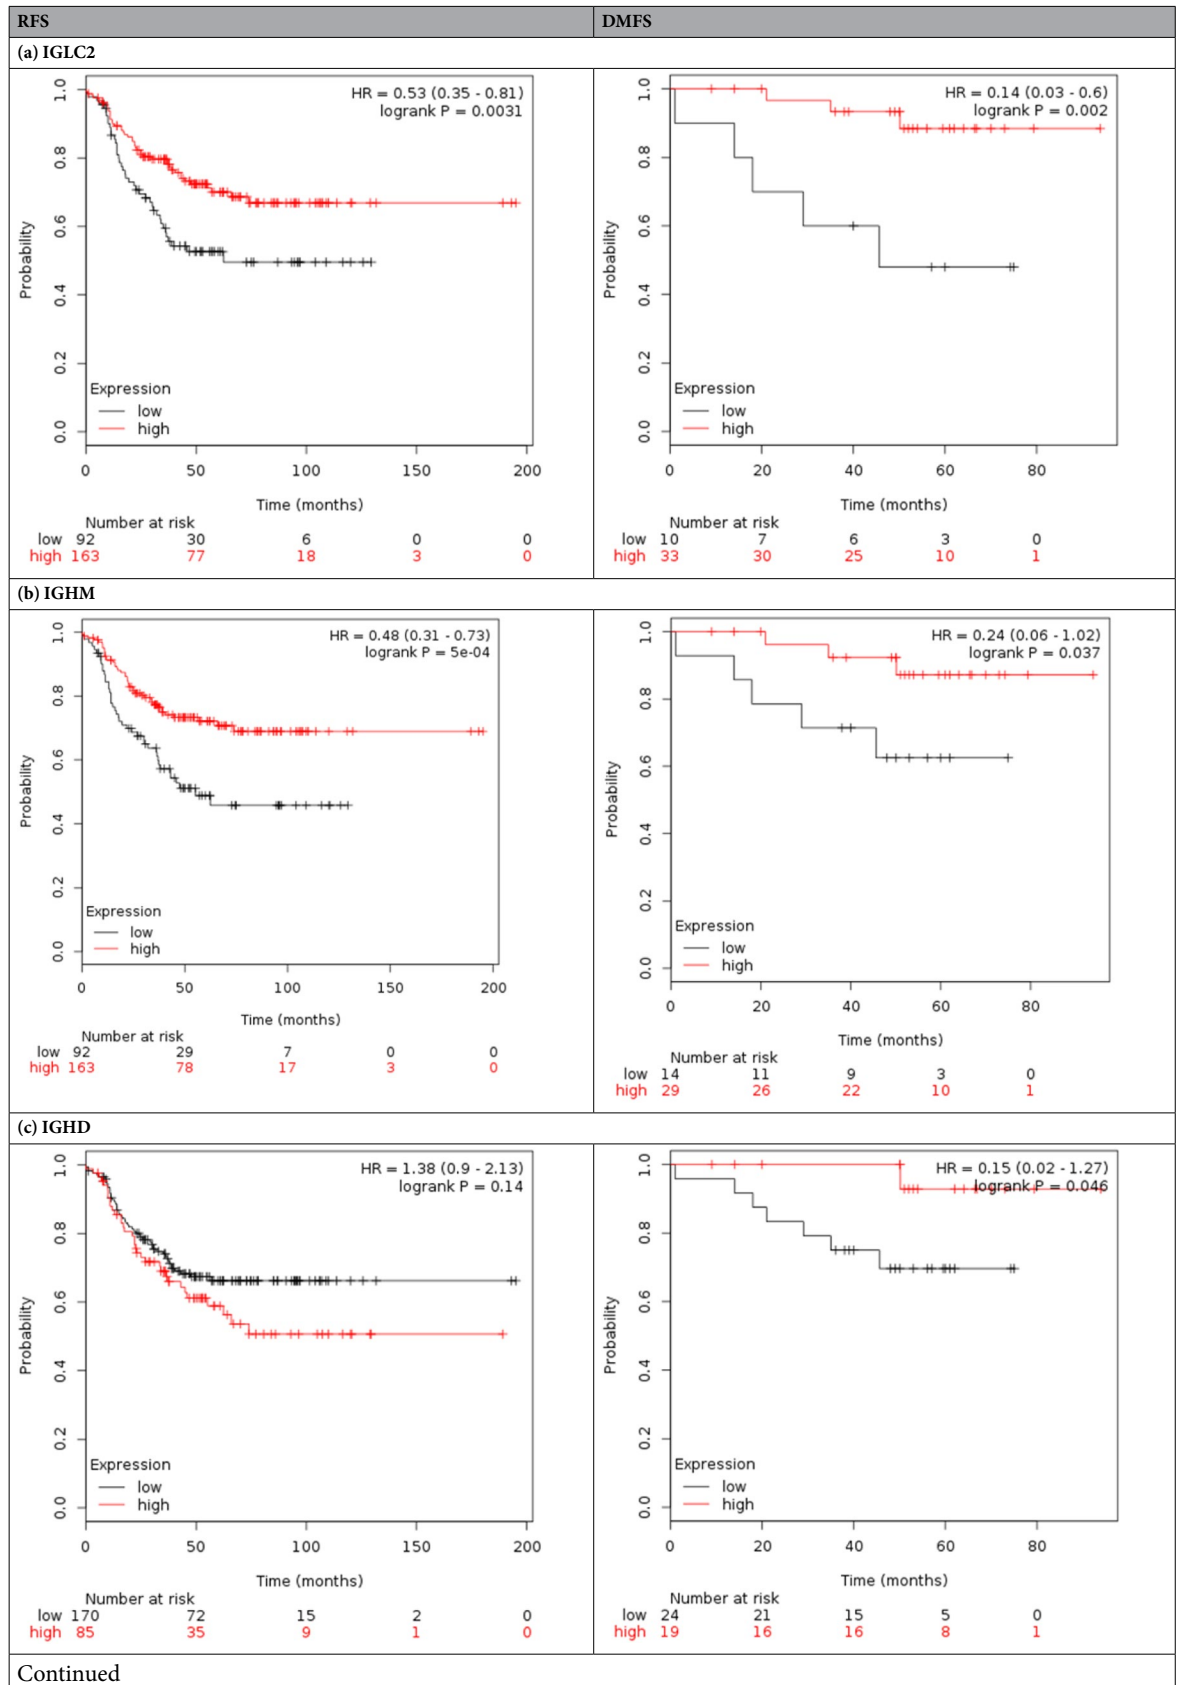 RFS DMFS
(a) IGLC2
HR = 0.53 (0.35 - 0.81)
logrank P = 0.0031
Probability
0.0 0.2 0.4 0.6 0.8 1.0
Expression
low
high
0 50 100 150 200
Time (months)
Number at risk
low 92 30 6 0 0
high 163 77 18 3 0
HR = 0.14 (0.03 - 0.6)
logrank P = 0.002
Probability
0.0 0.2 0.4 0.6 0.8 1.0
Expression
low
high
0 20 40 60 80
Time (months)
Number at risk
low 10 7 6 3 0
high 33 30 25 10 1
(b) IGHM
HR = 0.48 (0.31 - 0.73)
logrank P = 5e-04
Probability
0.0 0.2 0.4 0.6 0.8 1.0
Expression
low
high
0 50 100 150 200
Time (months)
Number at risk
low 92 29 7 0 0
high 163 78 17 3 0
HR = 0.24 (0.06 - 1.02)
logrank P = 0.037
Probability
0.0 0.2 0.4 0.6 0.8 1.0
Expression
low
high
0 20 40 60 80
Time (months)
Number at risk
low 14 11 9 3 0
high 29 26 22 10 1
(c) IGHD
HR = 1.38 (0.9 - 2.13)
logrank P = 0.14
Probability
0.0 0.2 0.4 0.6 0.8 1.0
Expression
low
high
0 50 100 150 200
Time (months)
Number at risk
low 170 72 15 2 0
high 85 35 9 1 0
HR = 0.15 (0.02 - 1.27)
logrank P = 0.046
Probability
0.0 0.2 0.4 0.6 0.8 1.0
Expression
low
high
0 20 40 60 80
Time (months)
Number at risk
low 24 21 15 5 0
high 19 16 16 8 1
Continued